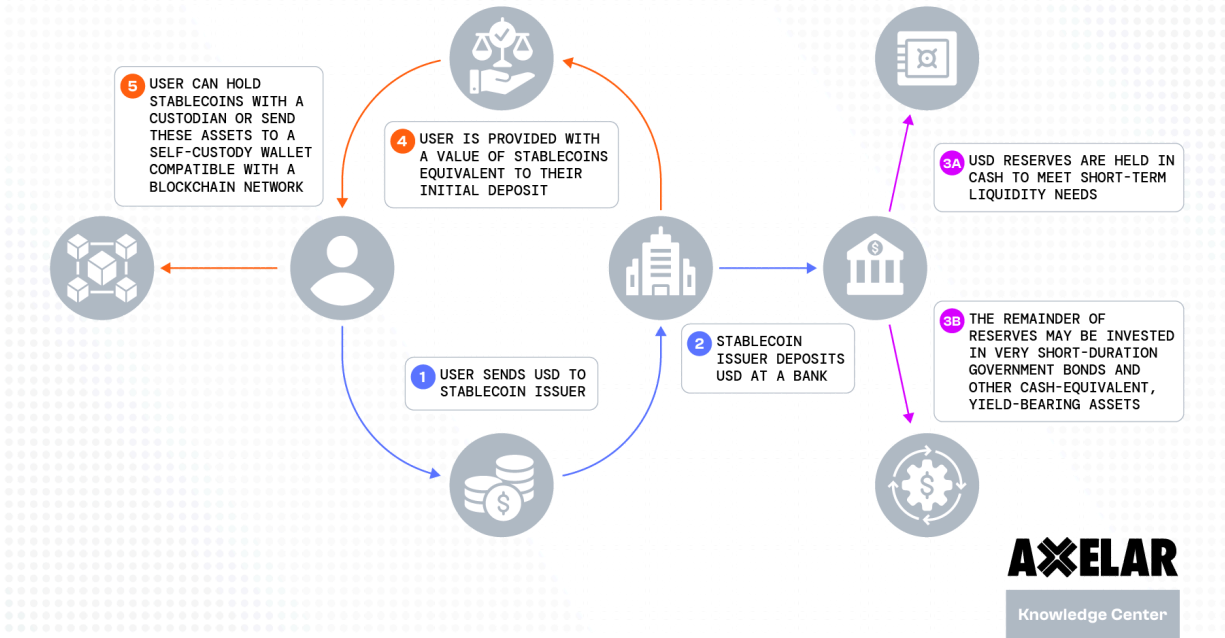 5
USER CAN HOLD
STABLECOINS WITH A
CUSTODIAN OR SEND
THESE ASSETS TO A
SELF-CUSTODY WALLET
COMPATIBLE WITH A
BLOCKCHAIN NETWORK
4
USER IS PROVIDED WITH
A VALUE OF STABLECOINS
EQUIVALENT TO THEIR
INITIAL DEPOSIT
3A
USD RESERVES ARE HELD IN
CASH TO MEET SHORT-TERM
LIQUIDITY NEEDS
$
1
USER SENDS USD TO
STABLECOIN ISSUER
2
STABLECOIN
ISSUER DEPOSITS
USD AT A BANK
3B
THE REMAINDER OF
RESERVES MAY BE INVESTED
IN VERY SHORT-DURATION
GOVERNMENT BONDS AND
OTHER CASH-EQUIVALENT,
YIELD-BEARING ASSETS
$
$
AXELAR
Knowledge Center